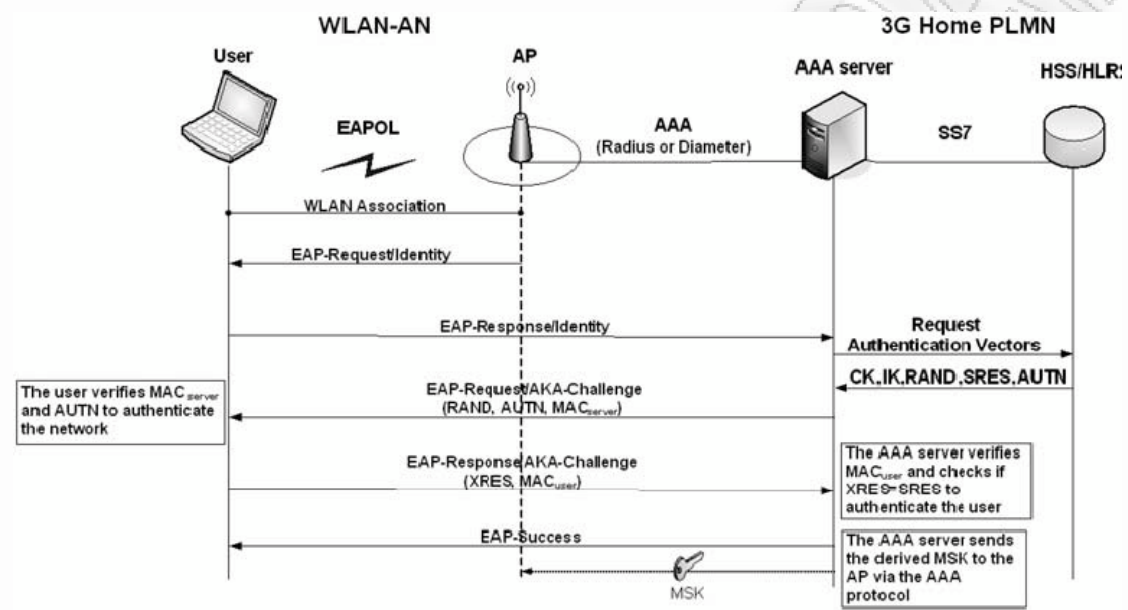 WLAN-AN
3G Home PLMN
User
AP
AAA server
HSS/HLRS
EAPOL
AAA
(Radius or Diameter)
SS7
WLAN Association
EAP-Request/Identity
EAP-Response/Identity
Request
Authentication Vectors
CK,IK,RAND,SRES,AUTN
The user verifies MAC server
and AUTN to authenticate
the network
EAP-Request/AKA-Challenge
(RAND, AUTN, MACserver)
EAP-Response/AKA-Challenge
(XRES, MACuser)
The AAA server verifies
MACuser and checks if
XRES=SRES to
authenticate the user
EAP-Success
The AAA server sends
the derived MSK to the
AP via the AAA
protocol
MSK